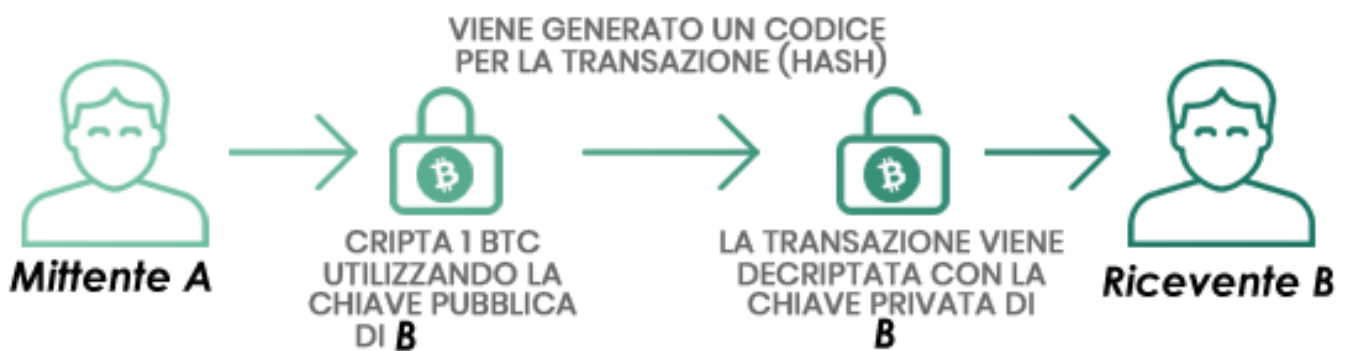 VIENE GENERATO UN CODICE
PER LA TRANSAZIONE (HASH)
Mittente A
CRIPTA 1 BTC
UTILIZZANDO LA
CHIAVE PUBBLICA
DI B
LA TRANSAZIONE VIENE
DECRIPTATA CON LA
CHIAVE PRIVATA DI
B
Ricevente B